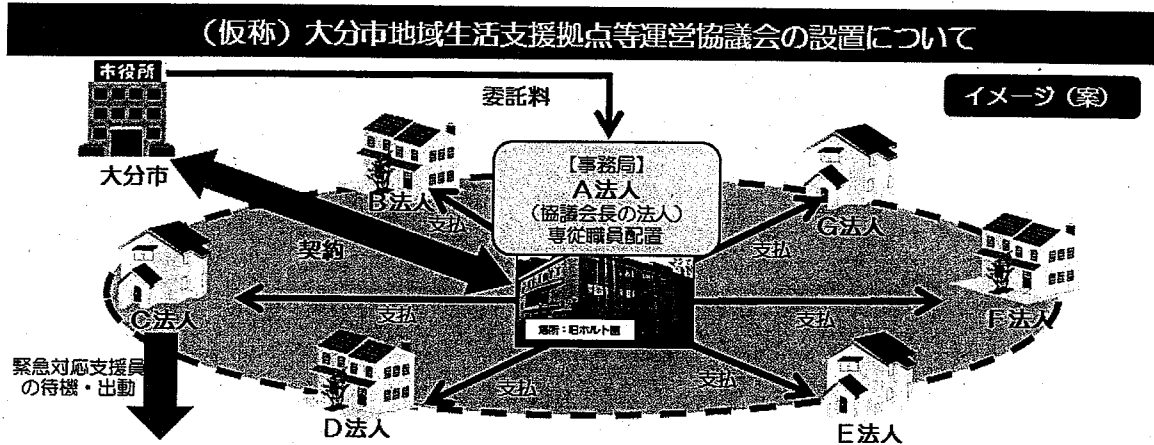 （仮称）大分市地域生活支援拠点等運営協議会の設置について
イメージ（案）
市役所
大分市
委託料
【事務局】
A法人
（協議会長の法人）
専従職員配置
契約
B法人
支払
G法人
支払
C法人
支払
F法人
支払
場所：旧ホルト園
緊急対応支援員
の待機・出動
D法人
支払
E法人
支払